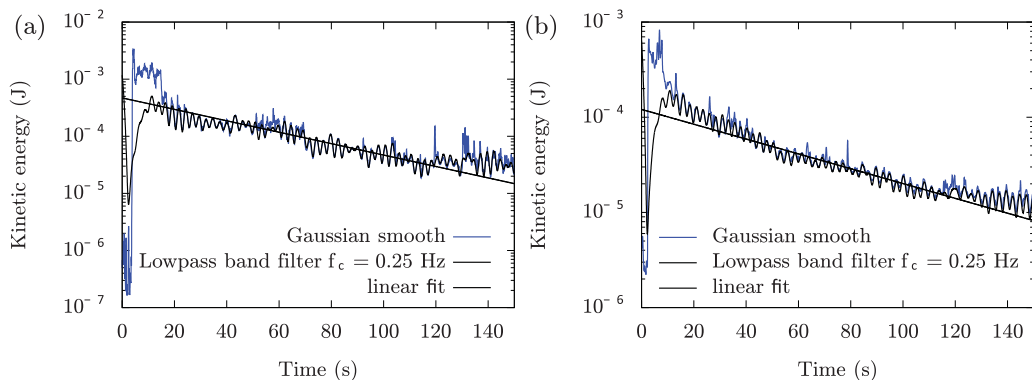 (a)
Kinetic energy (J)
10⁻²
10⁻³
10⁻⁴
10⁻⁵
10⁻⁶
10⁻⁷
Gaussian smooth
Lowpass band filter f_c = 0.25 Hz
linear fit
0 20 40 60 80 100 120 140
Time (s)
(b)
Kinetic energy (J)
10⁻³
10⁻⁴
10⁻⁵
10⁻⁶
Gaussian smooth
Lowpass band filter f_c = 0.25 Hz
linear fit
0 20 40 60 80 100 120 140
Time (s)